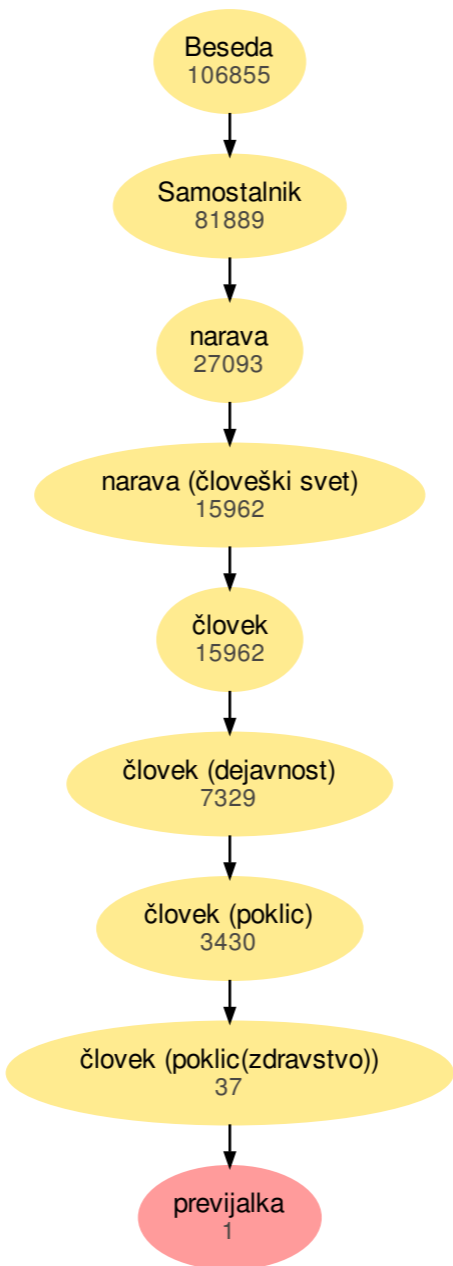 Beseda
106855
Samostalnik
81889
narava
27093
narava (človeški svet)
15962
človek
15962
človek (dejavnost)
7329
človek (poklic)
3430
človek (poklic(zdravstvo))
37
previjalka
1